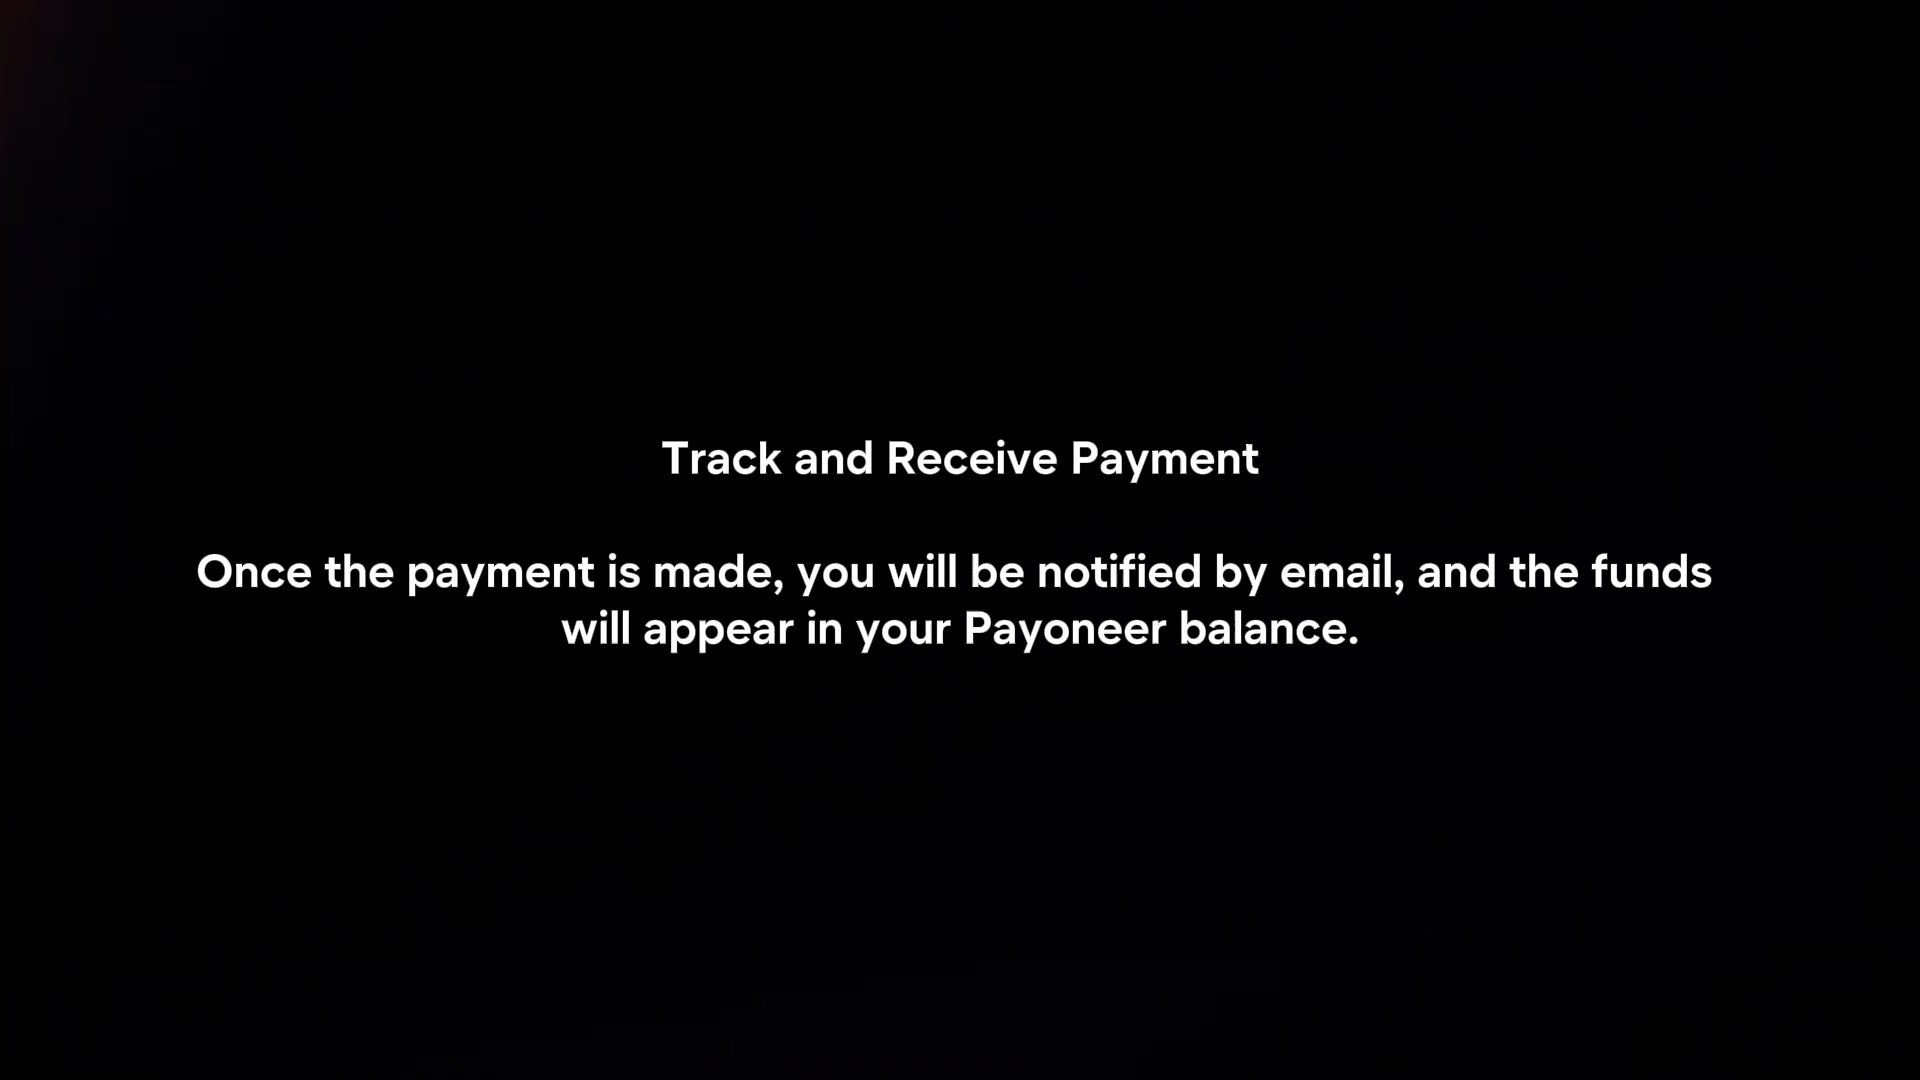 Track and Receive Payment
Once the payment is made, you will be notified by email, and the funds
will appear in your Payoneer balance.